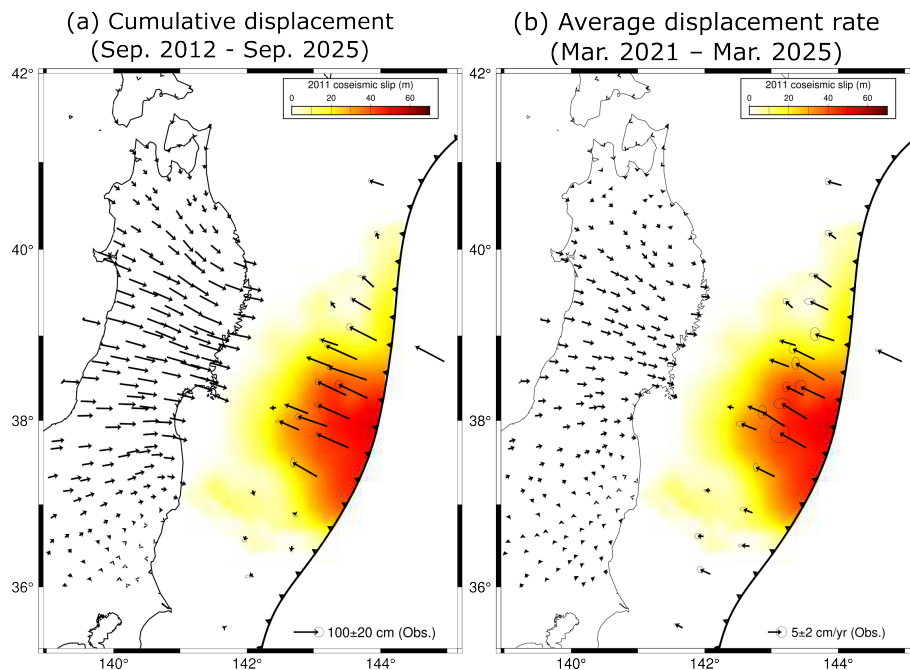 (a) Cumulative displacement
(Sep. 2012 - Sep. 2025)
42°
40°
38°
36°
140°
142°
144°
2011 coseismic slip (m)
0 20 40 60
100±20 cm (Obs.)
(b) Average displacement rate
(Mar. 2021 – Mar. 2025)
42°
40°
38°
36°
140°
142°
144°
2011 coseismic slip (m)
0 20 40 60
5±2 cm/yr (Obs.)